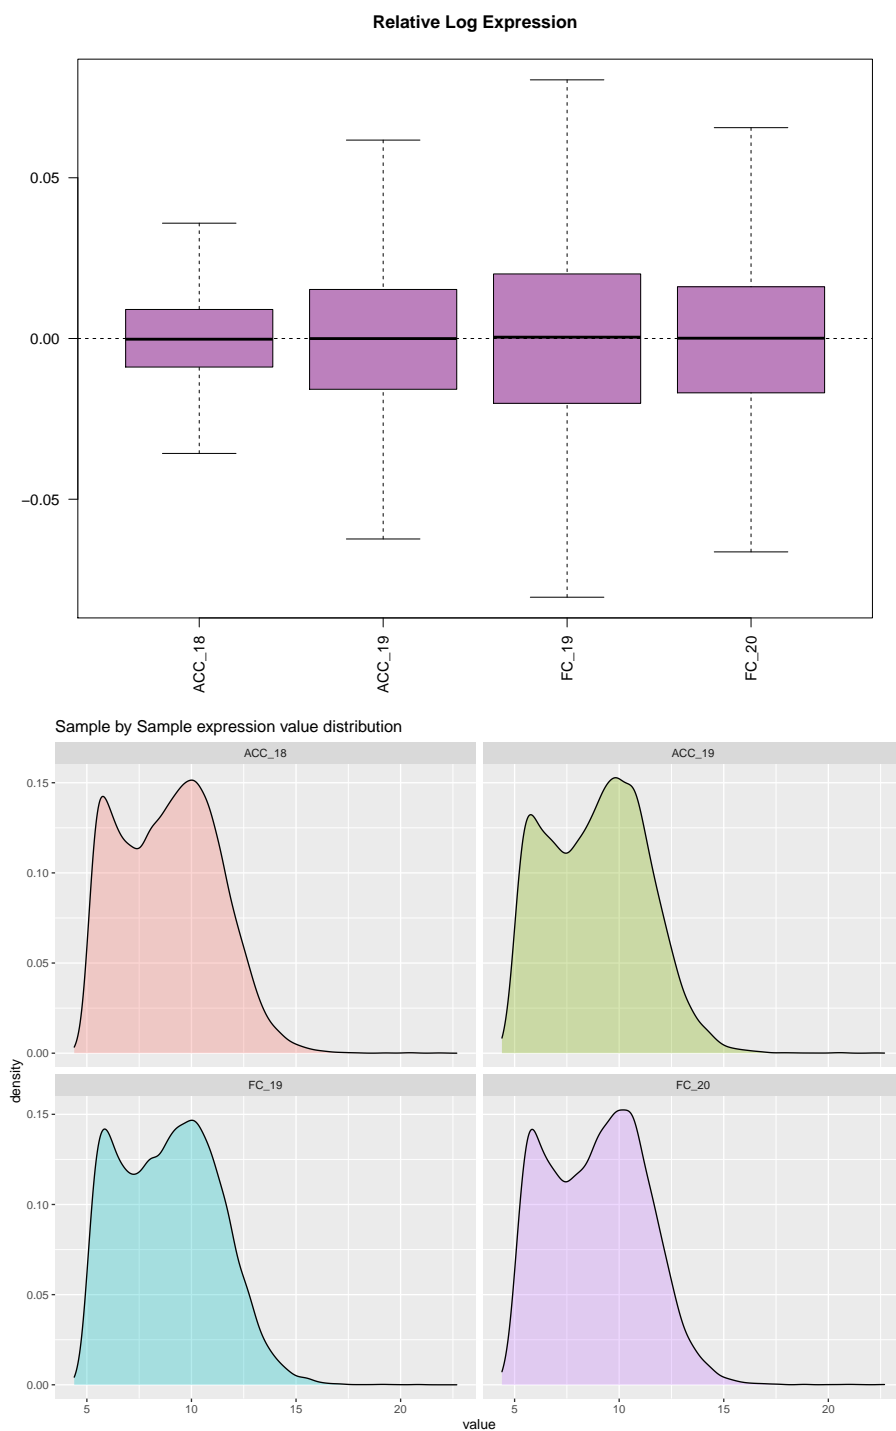 Relative Log Expression
0.05
0.00
−0.05
ACC_18
ACC_19
FC_19
FC_20
Sample by Sample expression value distribution
ACC_18
ACC_19
0.15
0.10
0.05
0.00
FC_19
FC_20
0.15
0.10
0.05
0.00
density
5
10
15
20
5
10
15
20
value